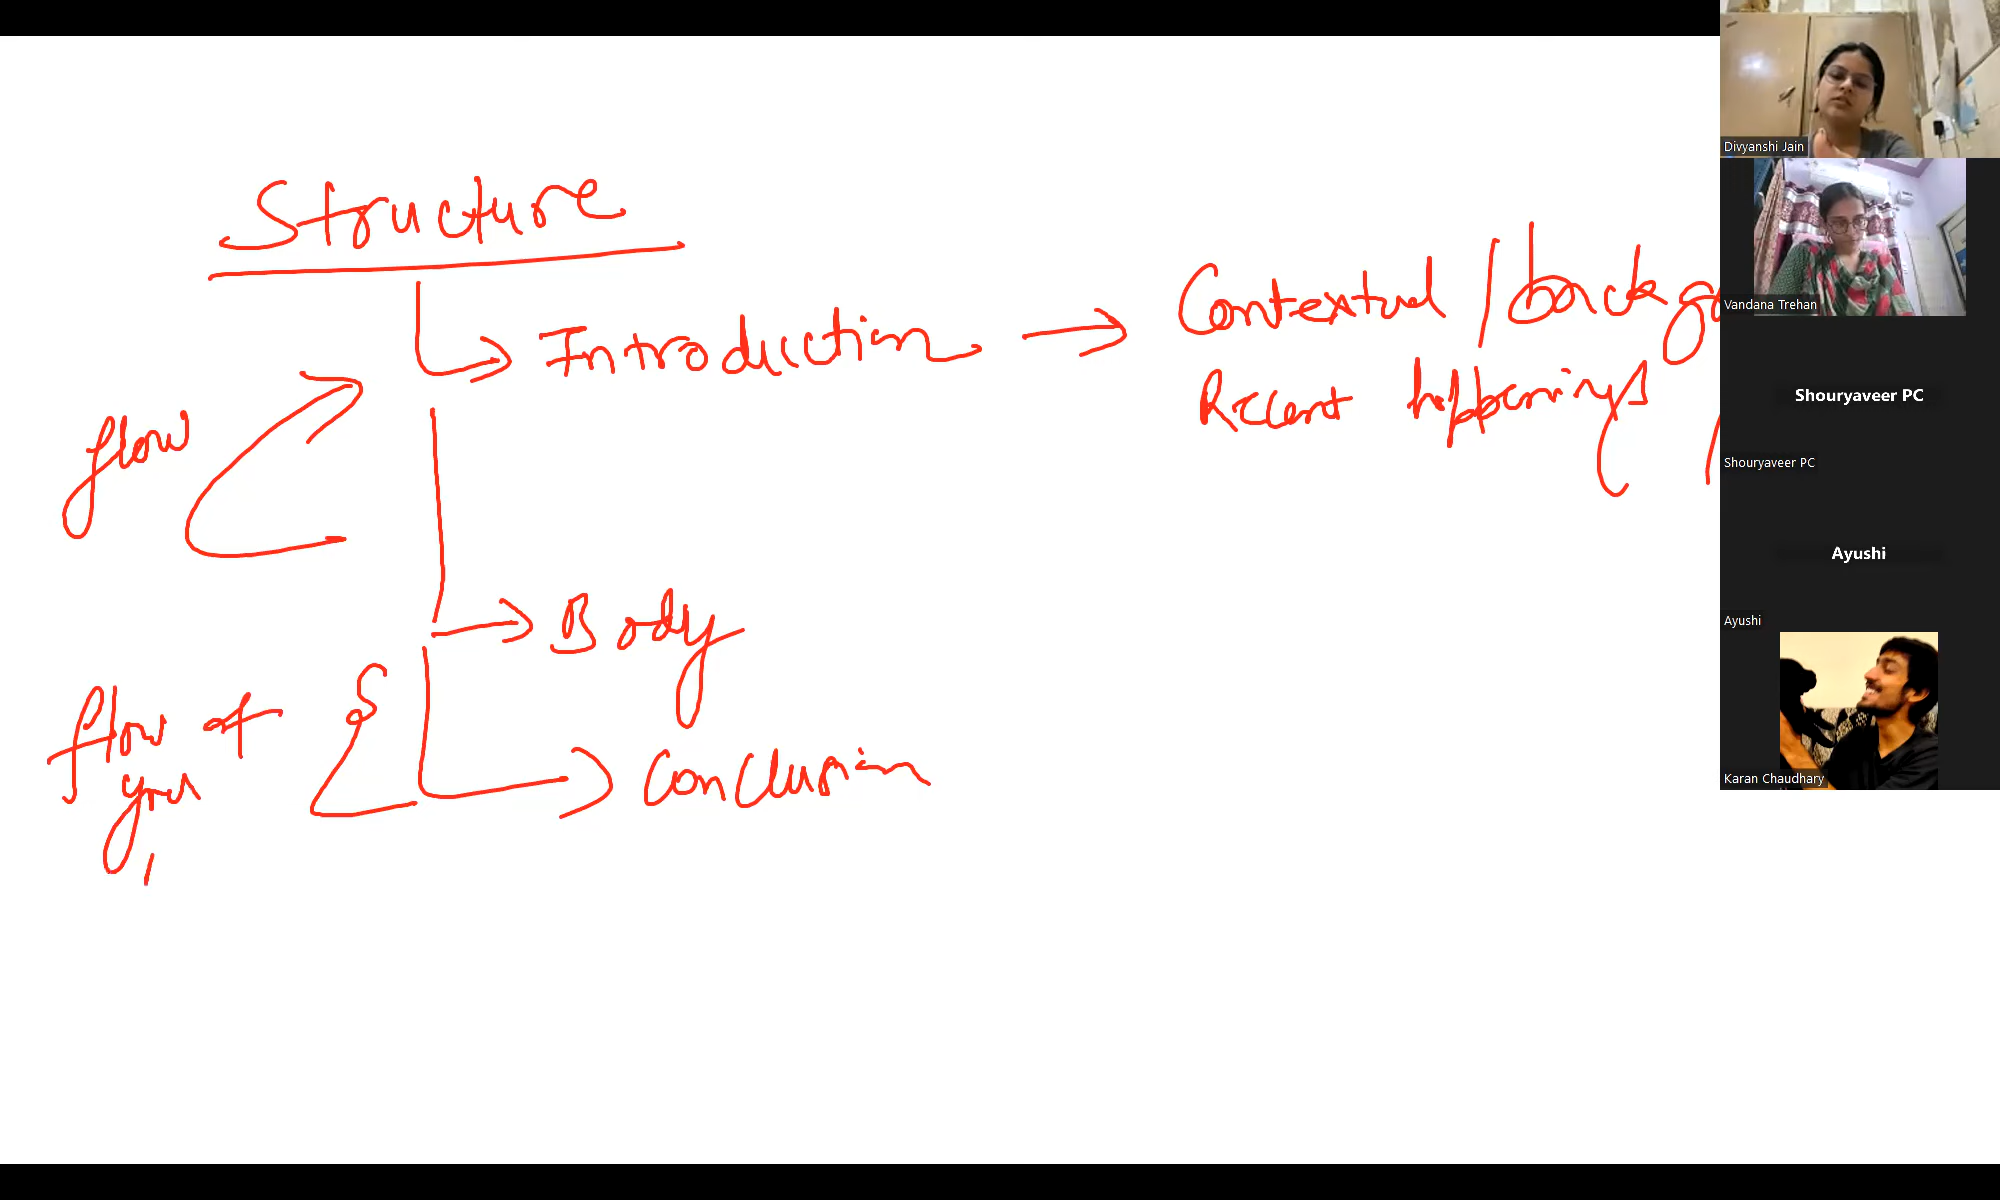 Structure
Introduction → Contextual / backg
Recent happenings
flow
Body
flow of
your
Conclusion
Divyanshi Jain
Vandana Trehan
Shouryaveer PC
Shouryaveer PC
Ayushi
Ayushi
Karan Chaudhary